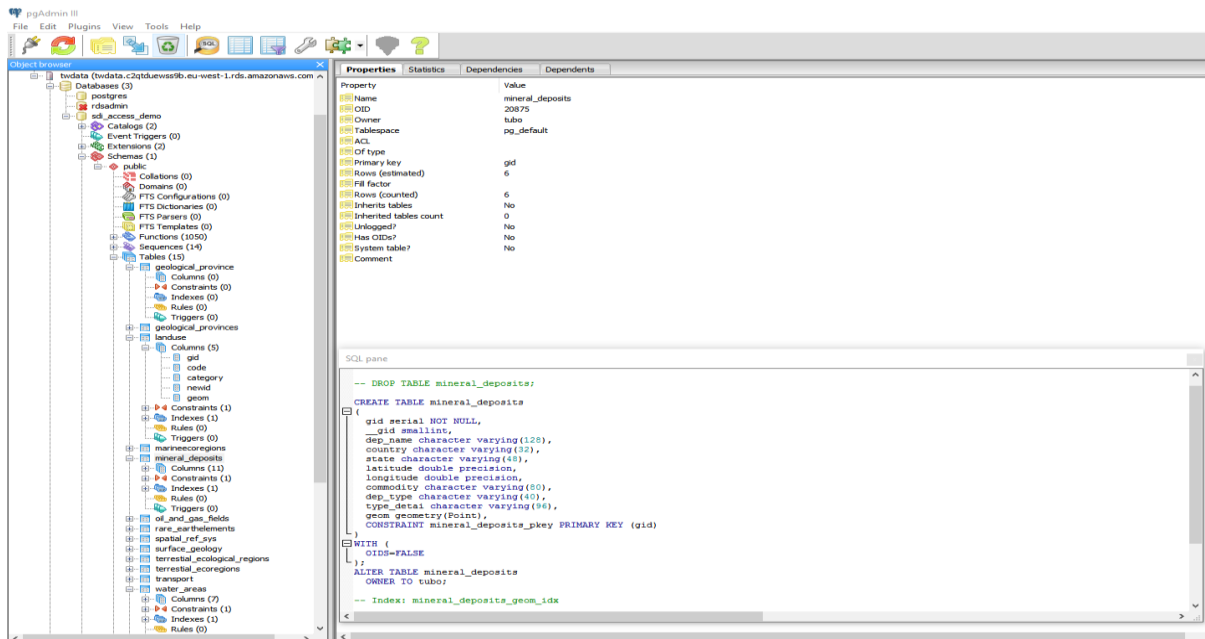 pgAdmin III
File Edit Plugins View Tools Help
SQL
Object browser
twdata (twdata.c2qtduewss9b.eu-west-1.rds.amazonaws.com
Databases (3)
postgres
rdsadmin
sdi_access_demo
Catalogs (2)
Event Triggers (0)
Extensions (2)
Schemas (1)
public
Collations (0)
Domains (0)
FTS Configurations (0)
FTS Dictionaries (0)
FTS Parsers (0)
FTS Templates (0)
Functions (1050)
Sequences (14)
Tables (15)
geological_province
Columns (0)
Constraints (0)
Indexes (0)
Rules (0)
Triggers (0)
geological_provinces
landuse
Columns (5)
gid
code
category
newid
geom
Constraints (1)
Indexes (1)
Rules (0)
Triggers (0)
marineecoregions
mineral_deposits
Columns (11)
Constraints (1)
Indexes (1)
Rules (0)
Triggers (0)
oil_and_gas_fields
rare_earthelements
spatial_ref_sys
surface_geology
terrestial_ecological_regions
terrestial_ecoregions
transport
water_areas
Columns (7)
Constraints (1)
Indexes (1)
Rules (0)
Properties Statistics Dependencies Dependents
Property Value
Name mineral_deposits
OID 20875
Owner tubo
Tablespace pg_default
ACL
Of type
Primary key gid
Rows (estimated) 6
Fill factor
Rows (counted) 6
Inherits tables No
Inherited tables count 0
Unlogged? No
Has OIDs? No
System table? No
Comment
SQL pane
-- DROP TABLE mineral_deposits;
CREATE TABLE mineral_deposits
(
gid serial NOT NULL,
__gid smallint,
dep_name character varying(128),
country character varying(32),
state character varying(48),
latitude double precision,
longitude double precision,
commodity character varying(80),
dep_type character varying(40),
type_detai character varying(96),
geom geometry(Point),
CONSTRAINT mineral_deposits_pkey PRIMARY KEY (gid)
)
WITH (
OIDS=FALSE
);
ALTER TABLE mineral_deposits
OWNER TO tubo;
-- Index: mineral_deposits_geom_idx